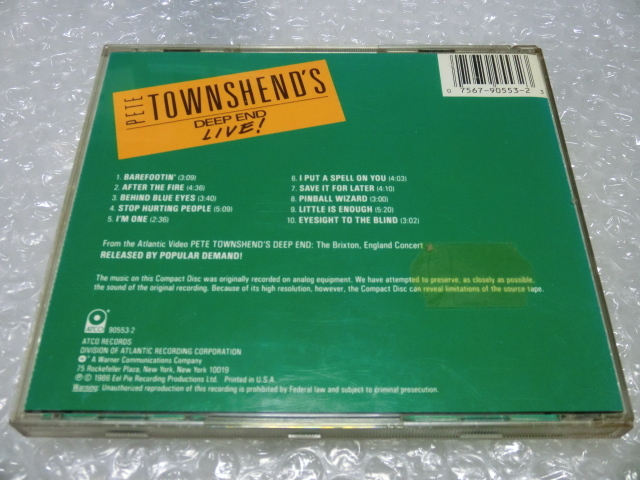 PETE
TOWNSHEND'S
DEEP END
LIVE!
0 7567-90553-2 3
1. BAREFOOTIN' (3:09)
2. AFTER THE FIRE (4:36)
3. BEHIND BLUE EYES (3:40)
4. STOP HURTING PEOPLE (5:09)
5. I'M ONE (2:36)
6. I PUT A SPELL ON YOU (4:03)
7. SAVE IT FOR LATER (4:10)
8. PINBALL WIZARD (3:00)
9. LITTLE IS ENOUGH (5:20)
10. EYESIGHT TO THE BLIND (3:02)
From the Atlantic Video PETE TOWNSHEND'S DEEP END: The Brixton, England Concert
RELEASED BY POPULAR DEMAND!
The music on this Compact Disc was originally recorded on analog equipment. We have attempted to preserve, as closely as possible,
the sound of the original recording. Because of its high resolution, however, the Compact Disc can reveal limitations of the source tape.
ATCO 90553-2
ATCO RECORDS
DIVISION OF ATLANTIC RECORDING CORPORATION
A Warner Communications Company
75 Rockefeller Plaza, New York, New York 10019
℗ © 1986 Eel Pie Recording Productions Ltd. Printed in U.S.A.
Warning: Unauthorized reproduction of this recording is prohibited by Federal law and subject to criminal prosecution.